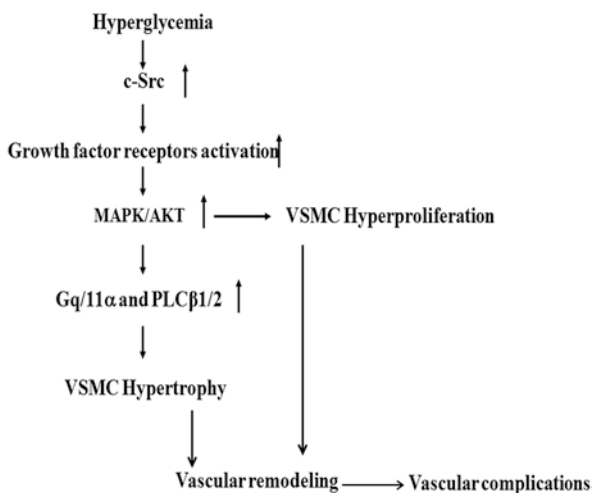 Hyperglycemia
c-Src
Growth factor receptors activation
MAPK/AKT
VSMC Hyperproliferation
Gq/11α and PLCβ1/2
VSMC Hypertrophy
Vascular remodeling
Vascular complications